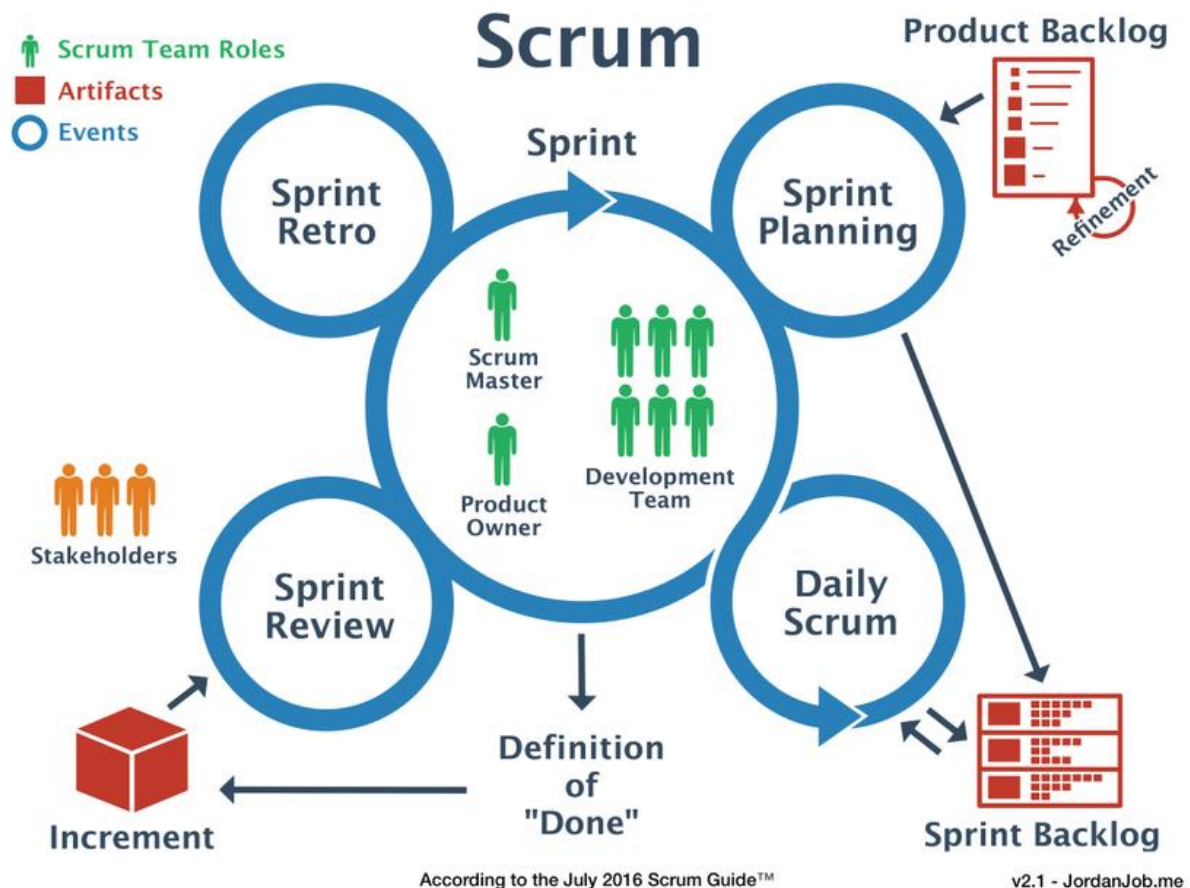 Scrum
Scrum Team Roles
Artifacts
Events
Product Backlog
Refinement
Sprint
Sprint
Retro
Sprint
Planning
Scrum
Master
Product
Owner
Development
Team
Stakeholders
Sprint
Review
Daily
Scrum
Increment
Definition
of
"Done"
Sprint Backlog
According to the July 2016 Scrum Guide™
v2.1 - JordanJob.me